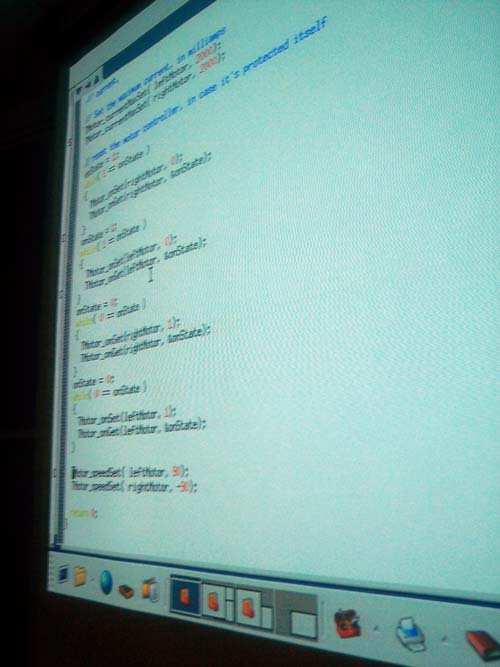 // current.
// Set the maximum current, in milliamps
TMotor_currentMaxSet( leftMotor, 2000);
TMotor_currentMaxSet( rightMotor, 2000);
// reset the motor controller, in case it's protected itself
onState = 1;
while( 1 == onState )
{
TMotor_onSet(rightMotor, 0);
TMotor_onGet(rightMotor, &onState);
}
onState = 1;
while( 1 == onState )
{
TMotor_onSet(leftMotor, 0);
TMotor_onGet(leftMotor, &onState);
}
onState = 0;
while( 0 == onState )
{
TMotor_onSet(rightMotor, 1);
TMotor_onGet(rightMotor, &onState);
}
onState = 0;
while( 0 == onState )
{
TMotor_onSet(leftMotor, 1);
TMotor_onGet(leftMotor, &onState);
}
TMotor_speedSet( leftMotor, 90);
TMotor_speedSet( rightMotor, -90);
return 0;
}